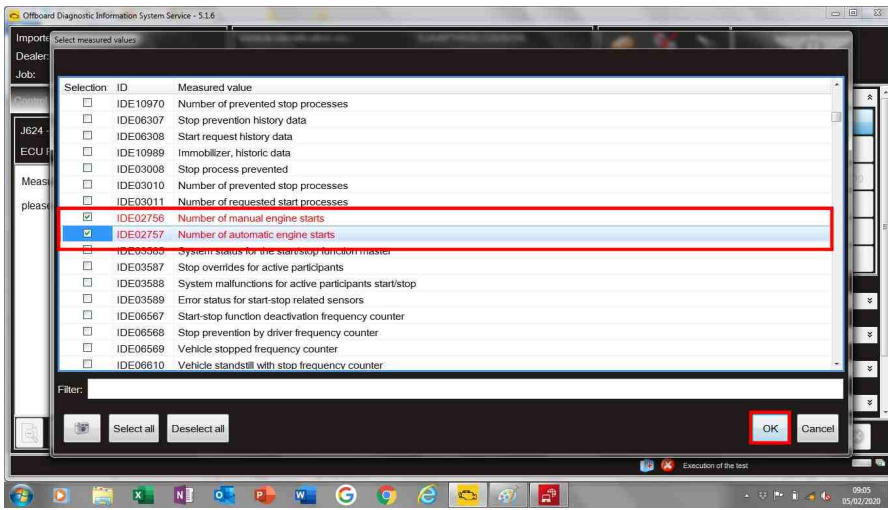 Offboard Diagnostic Information System Service - 5.1.6
Importe
Select measured values
Dealer:
Job:
Selection ID Measured value
IDE10970 Number of prevented stop processes
IDE06307 Stop prevention history data
IDE06308 Start request history data
IDE10989 Immobilizer, historic data
IDE03008 Stop process prevented
IDE03010 Number of prevented stop processes
IDE03011 Number of requested start processes
IDE02756 Number of manual engine starts
IDE02757 Number of automatic engine starts
IDE03585 System status for the start/stop function master
IDE03587 Stop overrides for active participants
IDE03588 System malfunctions for active participants start/stop
IDE03589 Error status for start-stop related sensors
IDE06567 Start-stop function deactivation frequency counter
IDE06568 Stop prevention by driver frequency counter
IDE06569 Vehicle stopped frequency counter
IDE06610 Vehicle standstill with stop frequency counter
J624 -
ECU
Meas
please
Filter:
Select all Deselect all OK Cancel
Execution of the test
09:05
05/02/2020